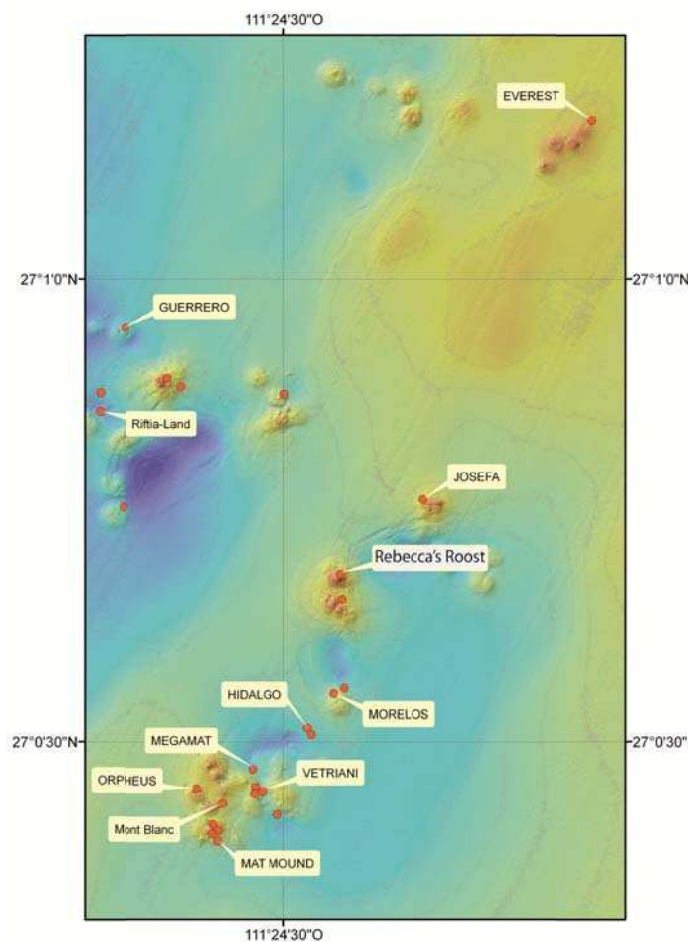 111°24'30"O
EVEREST
27°1'0"N
27°1'0"N
GUERRERO
Riftia-Land
JOSEFA
Rebecca's Roost
HIDALGO
MORELOS
27°0'30"N
27°0'30"N
MEGAMAT
VETRIANI
ORPHEUS
Mont Blanc
MAT MOUND
111°24'30"O